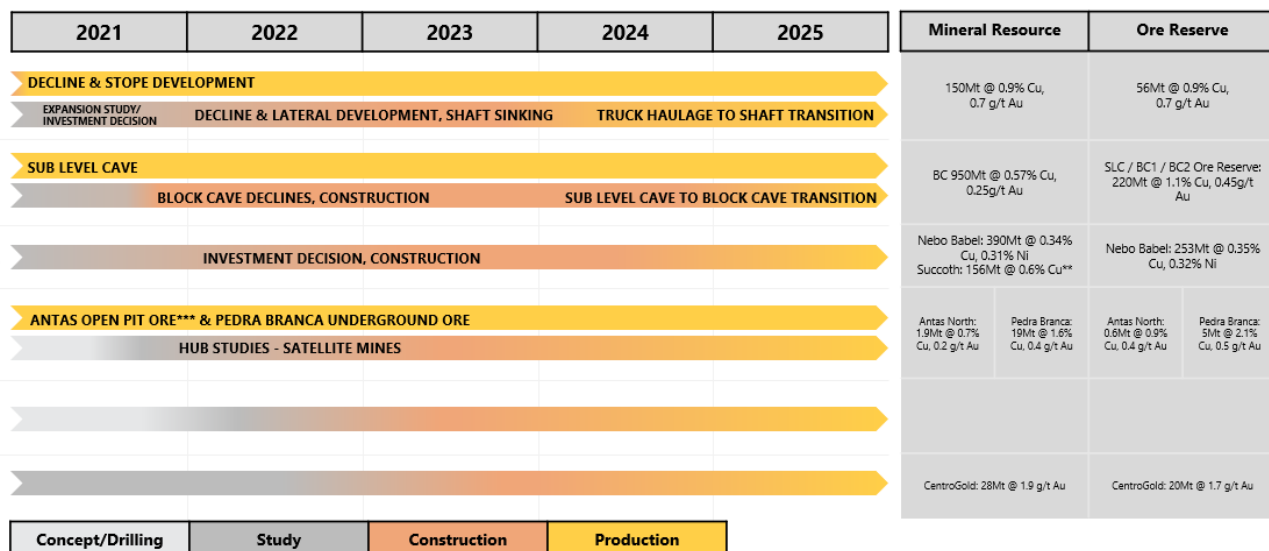 2021 2022 2023 2024 2025 Mineral Resource Ore Reserve
DECLINE & STOPE DEVELOPMENT
EXPANSION STUDY/
INVESTMENT DECISION
DECLINE & LATERAL DEVELOPMENT, SHAFT SINKING
TRUCK HAULAGE TO SHAFT TRANSITION
150Mt @ 0.9% Cu,
0.7 g/t Au
56Mt @ 0.9% Cu,
0.7 g/t Au
SUB LEVEL CAVE
BLOCK CAVE DECLINES, CONSTRUCTION
SUB LEVEL CAVE TO BLOCK CAVE TRANSITION
BC 950Mt @ 0.57% Cu,
0.25g/t Au
SLC / BC1 / BC2 Ore Reserve:
220Mt @ 1.1% Cu, 0.45g/t
Au
INVESTMENT DECISION, CONSTRUCTION
Nebo Babel: 390Mt @ 0.34%
Cu, 0.31% Ni
Succoth: 156Mt @ 0.6% Cu**
Nebo Babel: 253Mt @ 0.35%
Cu, 0.32% Ni
ANTAS OPEN PIT ORE*** & PEDRA BRANCA UNDERGROUND ORE
HUB STUDIES - SATELLITE MINES
Antas North:
1.9Mt @ 0.7%
Cu, 0.2 g/t Au
Pedra Branca:
19Mt @ 1.6%
Cu, 0.4 g/t Au
Antas North:
0.6Mt @ 0.9%
Cu, 0.4 g/t Au
Pedra Branca:
5Mt @ 2.1%
Cu, 0.5 g/t Au
CentroGold: 28Mt @ 1.9 g/t Au
CentroGold: 20Mt @ 1.7 g/t Au
Concept/Drilling Study Construction Production